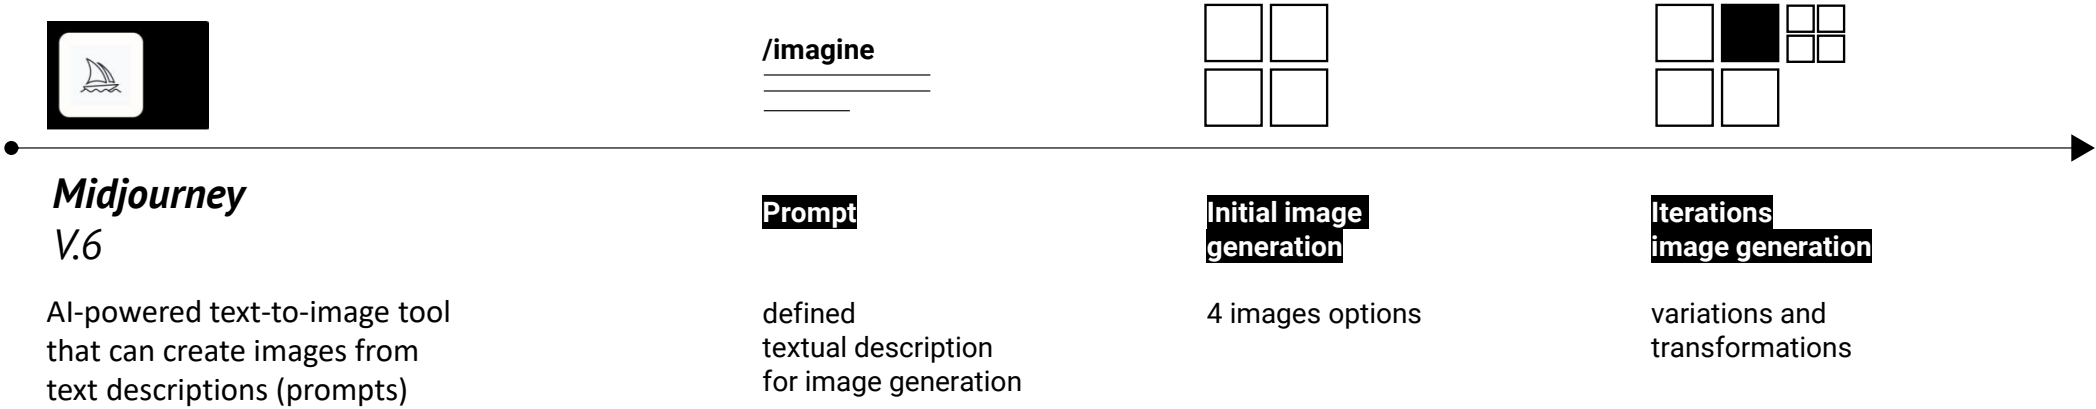 /imagine
Midjourney
V.6
AI-powered text-to-image tool
that can create images from
text descriptions (prompts)
Prompt
defined
textual description
for image generation
Initial image
generation
4 images options
Iterations
image generation
variations and
transformations